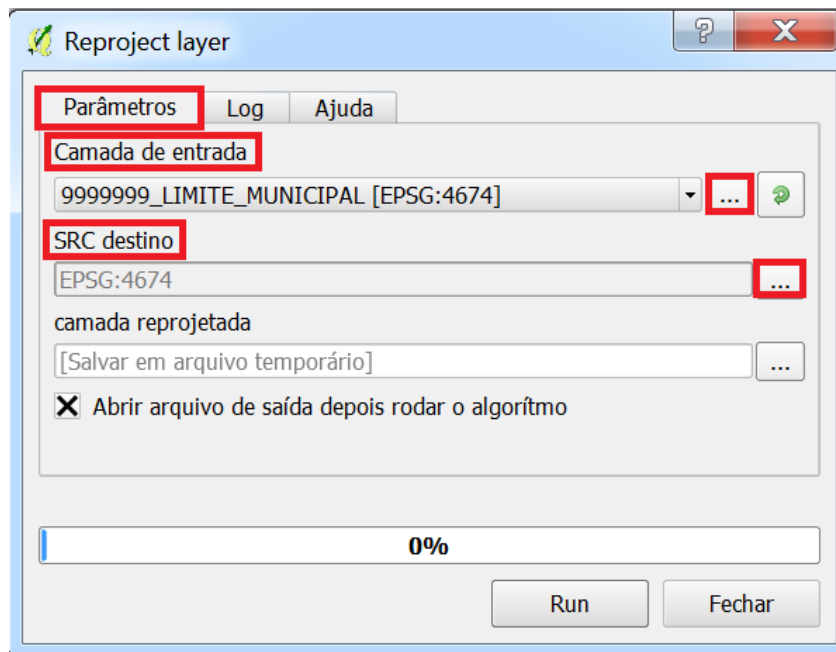 Reproject layer
Parâmetros Log Ajuda
Camada de entrada
9999999_LIMITE_MUNICIPAL [EPSG:4674] ...
SRC destino
EPSG:4674 ...
camada reprojetada
[Salvar em arquivo temporário] ...
Abrir arquivo de saída depois rodar o algorítmo
0%
Run Fechar